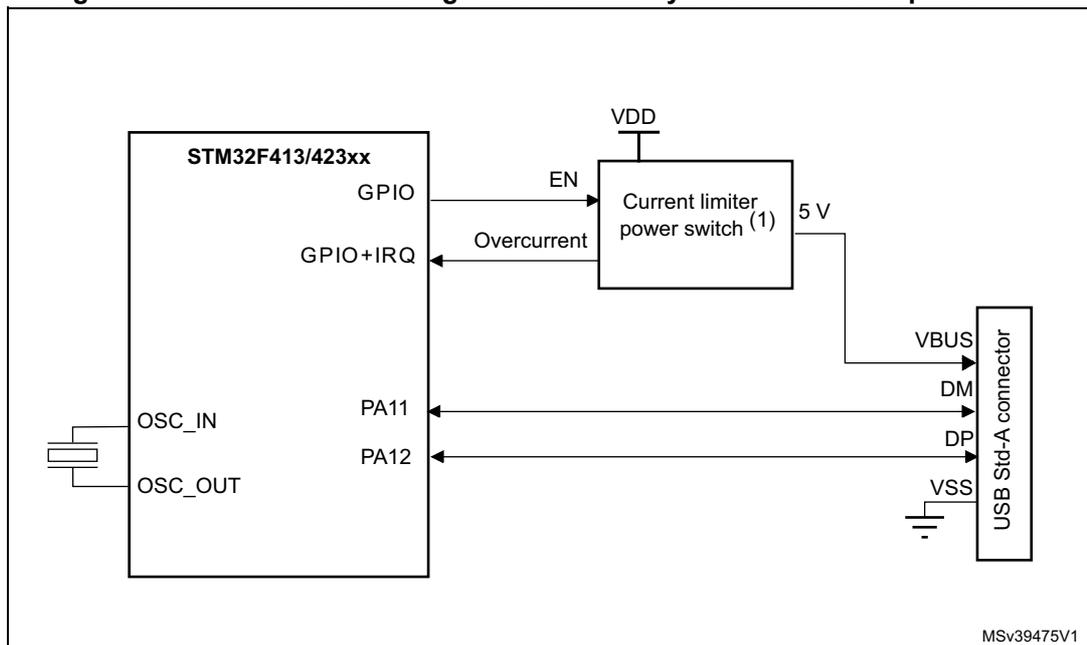 VDD
STM32F413/423xx
GPIO
EN
Current limiter
power switch (1)
5 V
GPIO+IRQ
Overcurrent
VBUS
DM
DP
VSS
USB Std-A connector
PA11
PA12
OSC_IN
OSC_OUT
MSv39475V1